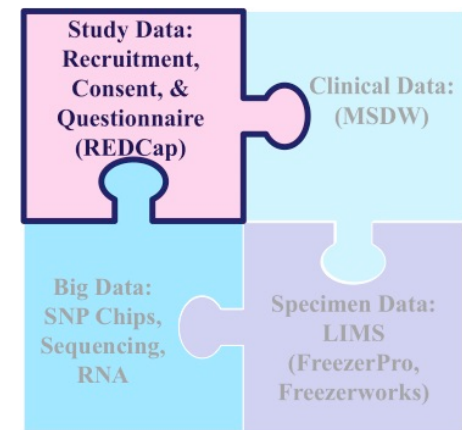 Study Data:
Recruitment,
Consent, &
Questionnaire
(REDCap)
Clinical Data:
(MSDW)
Big Data:
SNP Chips,
Sequencing,
RNA
Specimen Data:
LIMS
(FreezerPro,
Freezerworks)